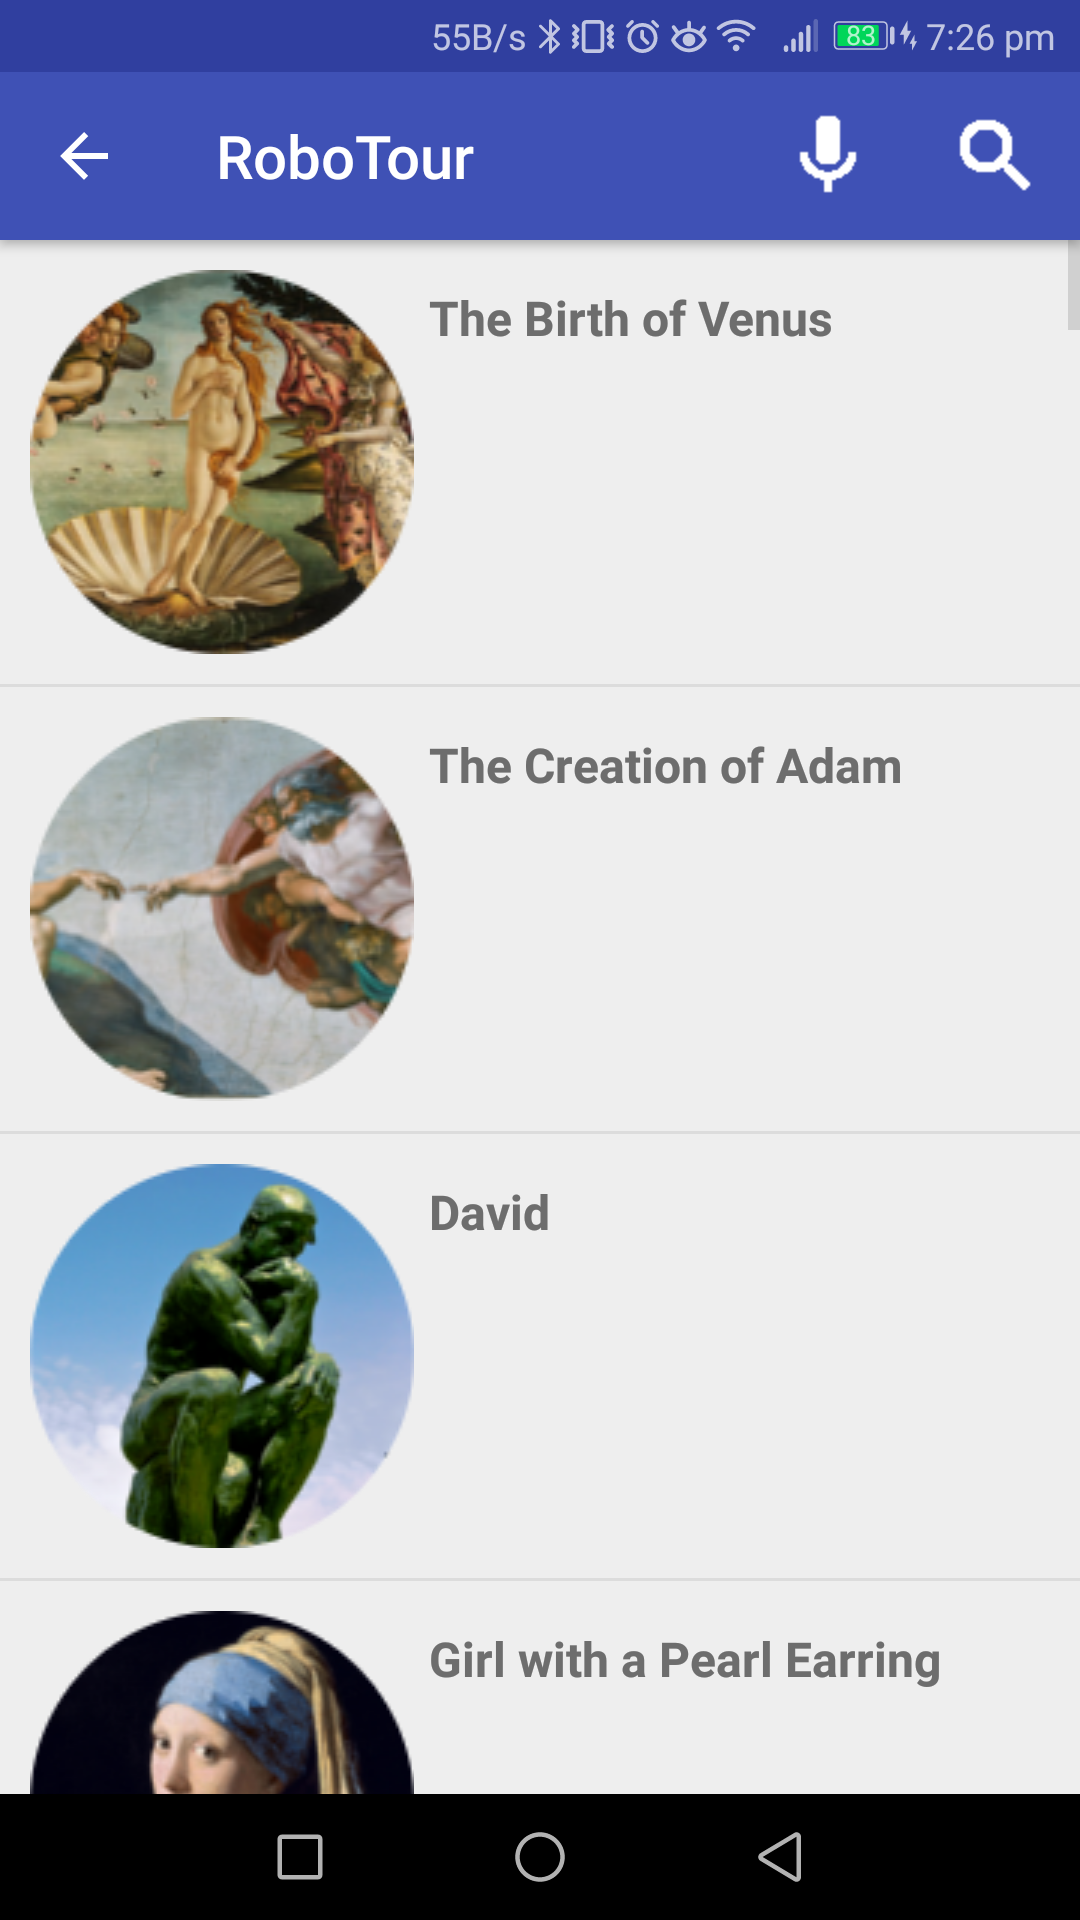 55B/s 83 7:26 pm
RoboTour
The Birth of Venus
The Creation of Adam
David
Girl with a Pearl Earring